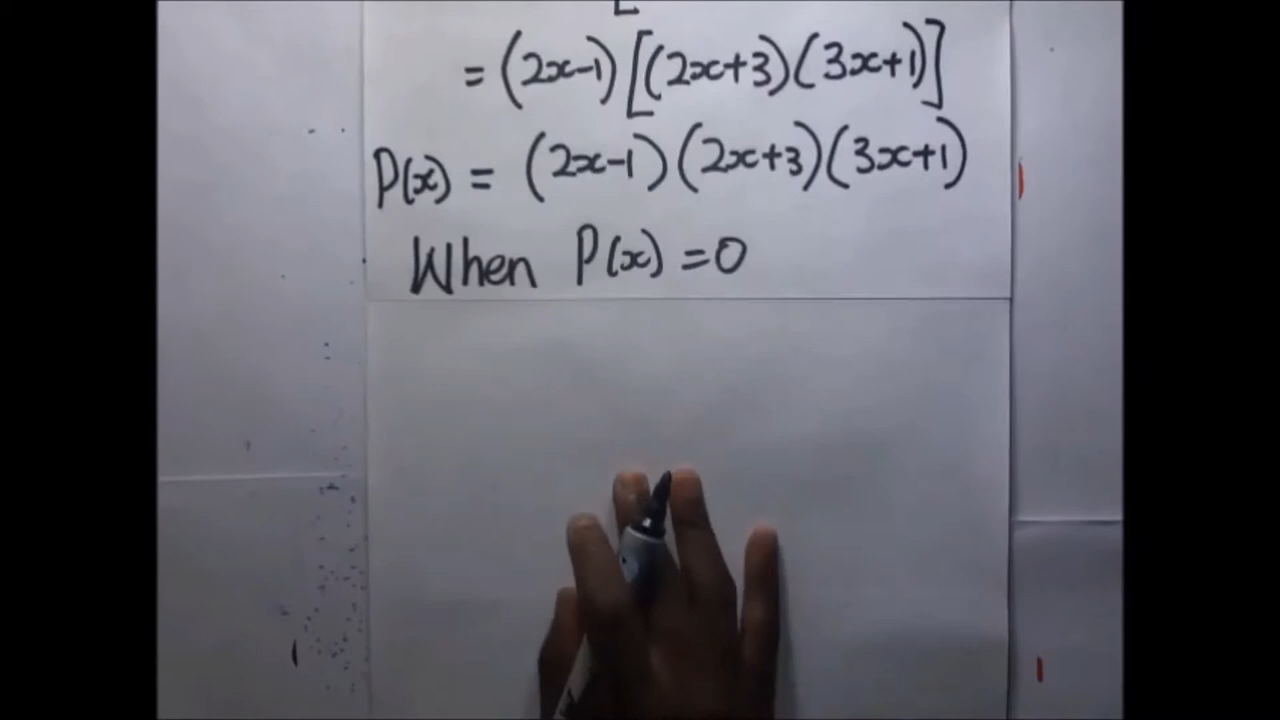 = (2x-1) [(2x+3)(3x+1)]
P(x) = (2x-1)(2x+3)(3x+1)
When P(x) = 0